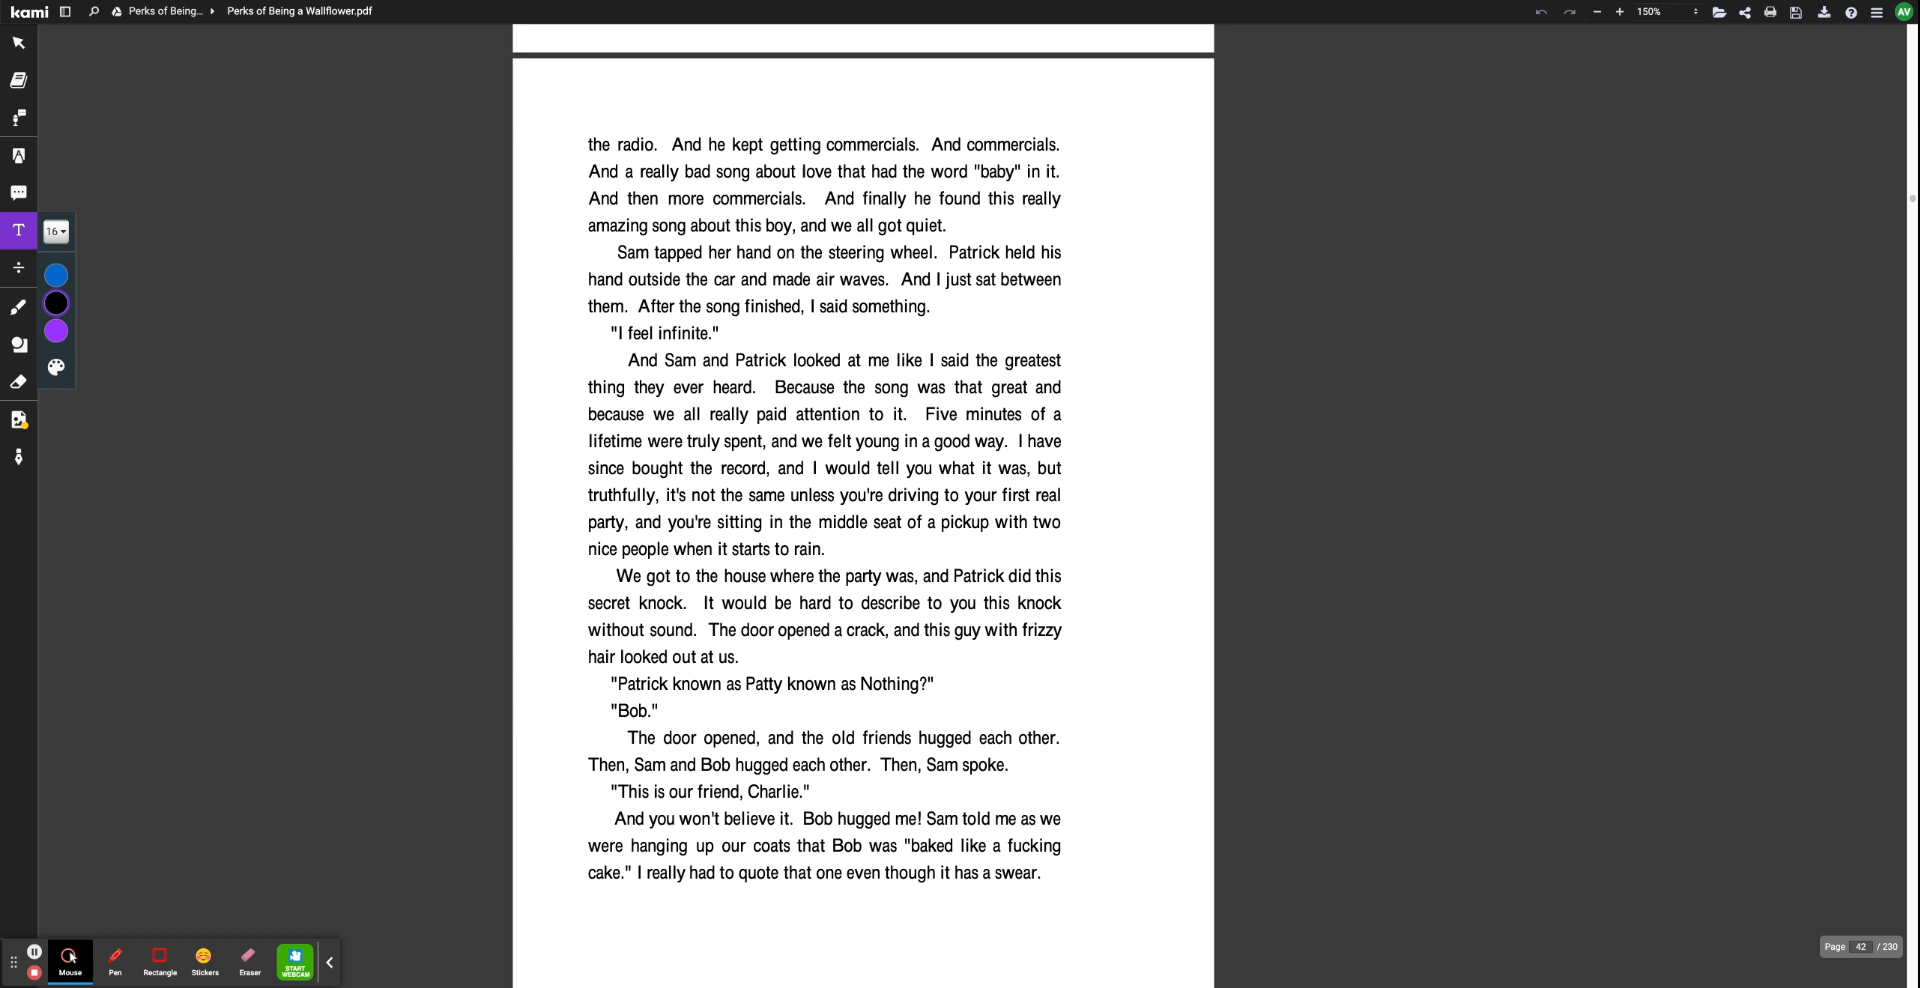 kami Perks of Being... Perks of Being a Wallflower.pdf 150% AV
the radio. And he kept getting commercials. And commercials.
And a really bad song about love that had the word "baby" in it.
And then more commercials. And finally he found this really
amazing song about this boy, and we all got quiet.
Sam tapped her hand on the steering wheel. Patrick held his
hand outside the car and made air waves. And I just sat between
them. After the song finished, I said something.
"I feel infinite."
And Sam and Patrick looked at me like I said the greatest
thing they ever heard. Because the song was that great and
because we all really paid attention to it. Five minutes of a
lifetime were truly spent, and we felt young in a good way. I have
since bought the record, and I would tell you what it was, but
truthfully, it's not the same unless you're driving to your first real
party, and you're sitting in the middle seat of a pickup with two
nice people when it starts to rain.
We got to the house where the party was, and Patrick did this
secret knock. It would be hard to describe to you this knock
without sound. The door opened a crack, and this guy with frizzy
hair looked out at us.
"Patrick known as Patty known as Nothing?"
"Bob."
The door opened, and the old friends hugged each other.
Then, Sam and Bob hugged each other. Then, Sam spoke.
"This is our friend, Charlie."
And you won't believe it. Bob hugged me! Sam told me as we
were hanging up our coats that Bob was "baked like a fucking
cake." I really had to quote that one even though it has a swear.
T 16
Page 42 / 230
Mouse Pen Rectangle Stickers Eraser START WEBCAM